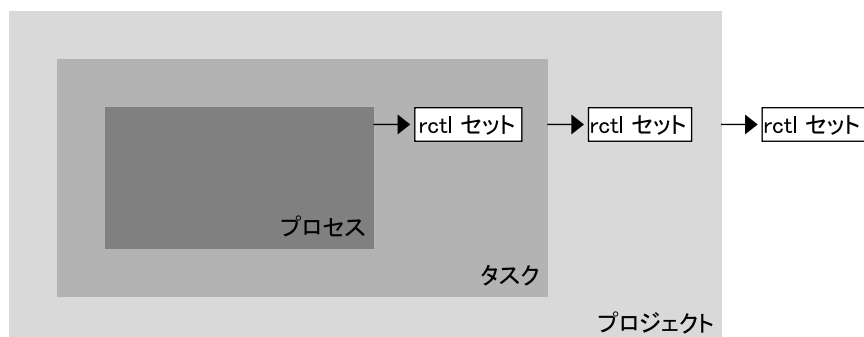 rctl セット
rctl セット
rctl セット
プロセス
タスク
プロジェクト